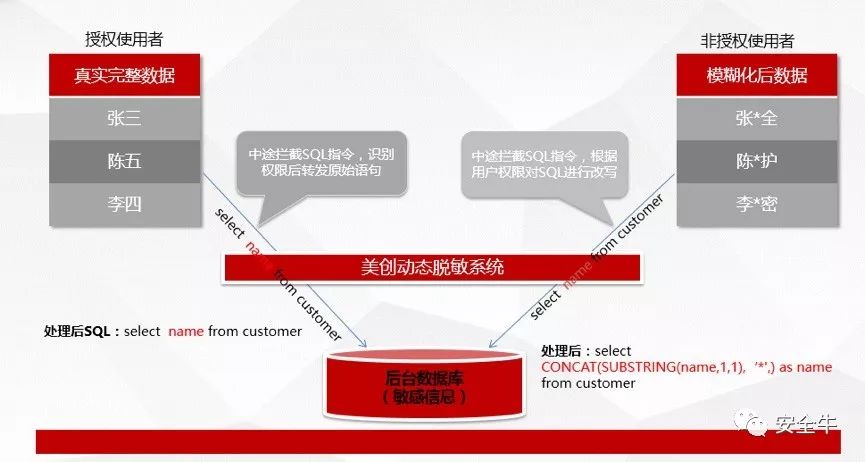 授权使用者
真实完整数据
张三
陈五
李四
非授权使用者
模糊化后数据
张*全
陈*护
李*密
中途拦截SQL指令，识别
权限后转发原始语句
中途拦截SQL指令，根据
用户权限对SQL进行改写
select name from customer
select name from customer
美创动态脱敏系统
处理后SQL：select name from customer
处理后：select
CONCAT(SUBSTRING(name,1,1), ‘*’,) as name
from customer
后台数据库
（敏感信息）
安全牛